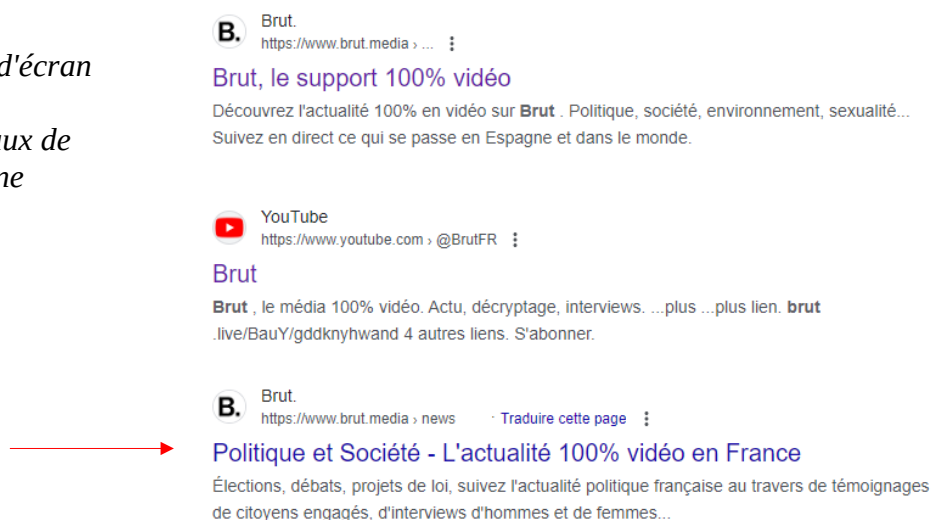 d'écran
de
Brut.
https://www.brut.media › ...
Brut, le support 100% vidéo
Découvrez l'actualité 100% en vidéo sur Brut . Politique, société, environnement, sexualité...
Suivez en direct ce qui se passe en Espagne et dans le monde.
YouTube
https://www.youtube.com › @BrutFR
Brut
Brut , le média 100% vidéo. Actu, décryptage, interviews. ...plus ...plus lien. brut
.live/BauY/gddknyhwand 4 autres liens. S'abonner.
B. Brut.
https://www.brut.media › news · Traduire cette page
Politique et Société - L'actualité 100% vidéo en France
Élections, débats, projets de loi, suivez l'actualité politique française au travers de témoignages
de citoyens engagés, d'interviews d'hommes et de femmes...